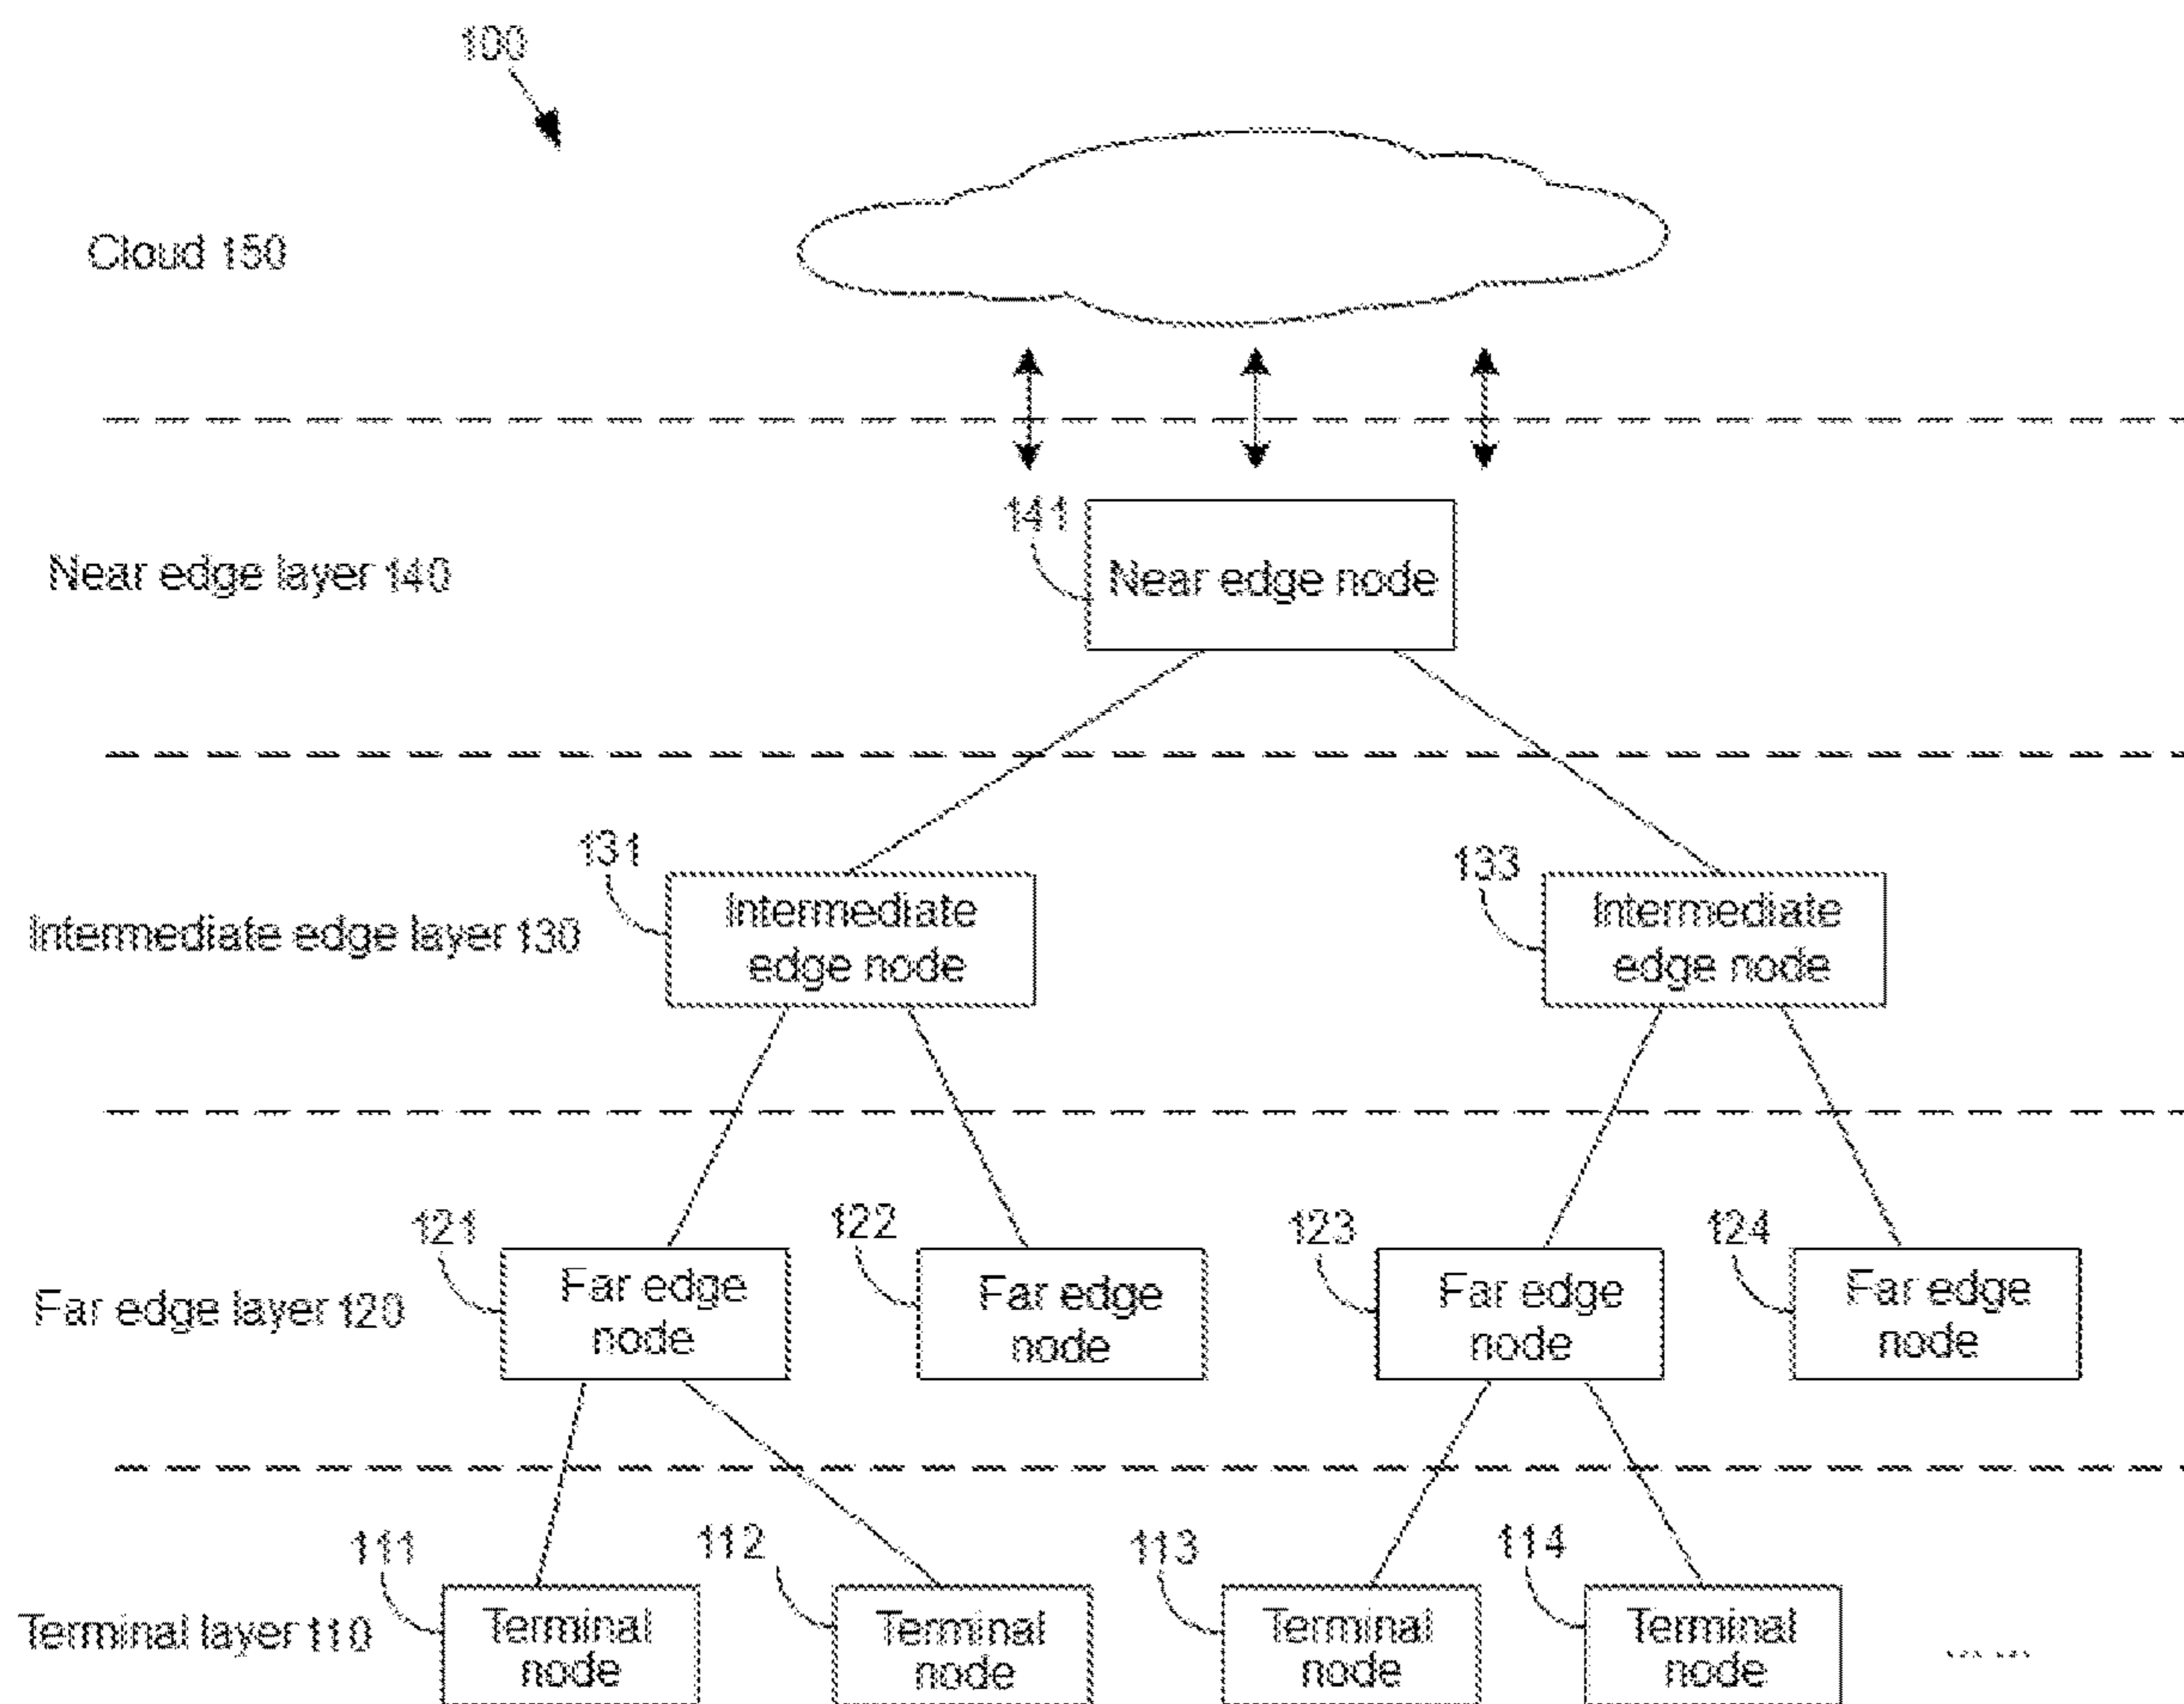 100
Cloud 150
141
Near edge node
Near edge layer 140
131
133
Intermediate
edge node
Intermediate
edge node
Intermediate edge layer 130
121
122
123
124
Far edge
node
Far edge
node
Far edge
node
Far edge
node
Far edge layer 120
111
112
113
114
Terminal
node
Terminal
node
Terminal
node
Terminal
node
Terminal layer 110